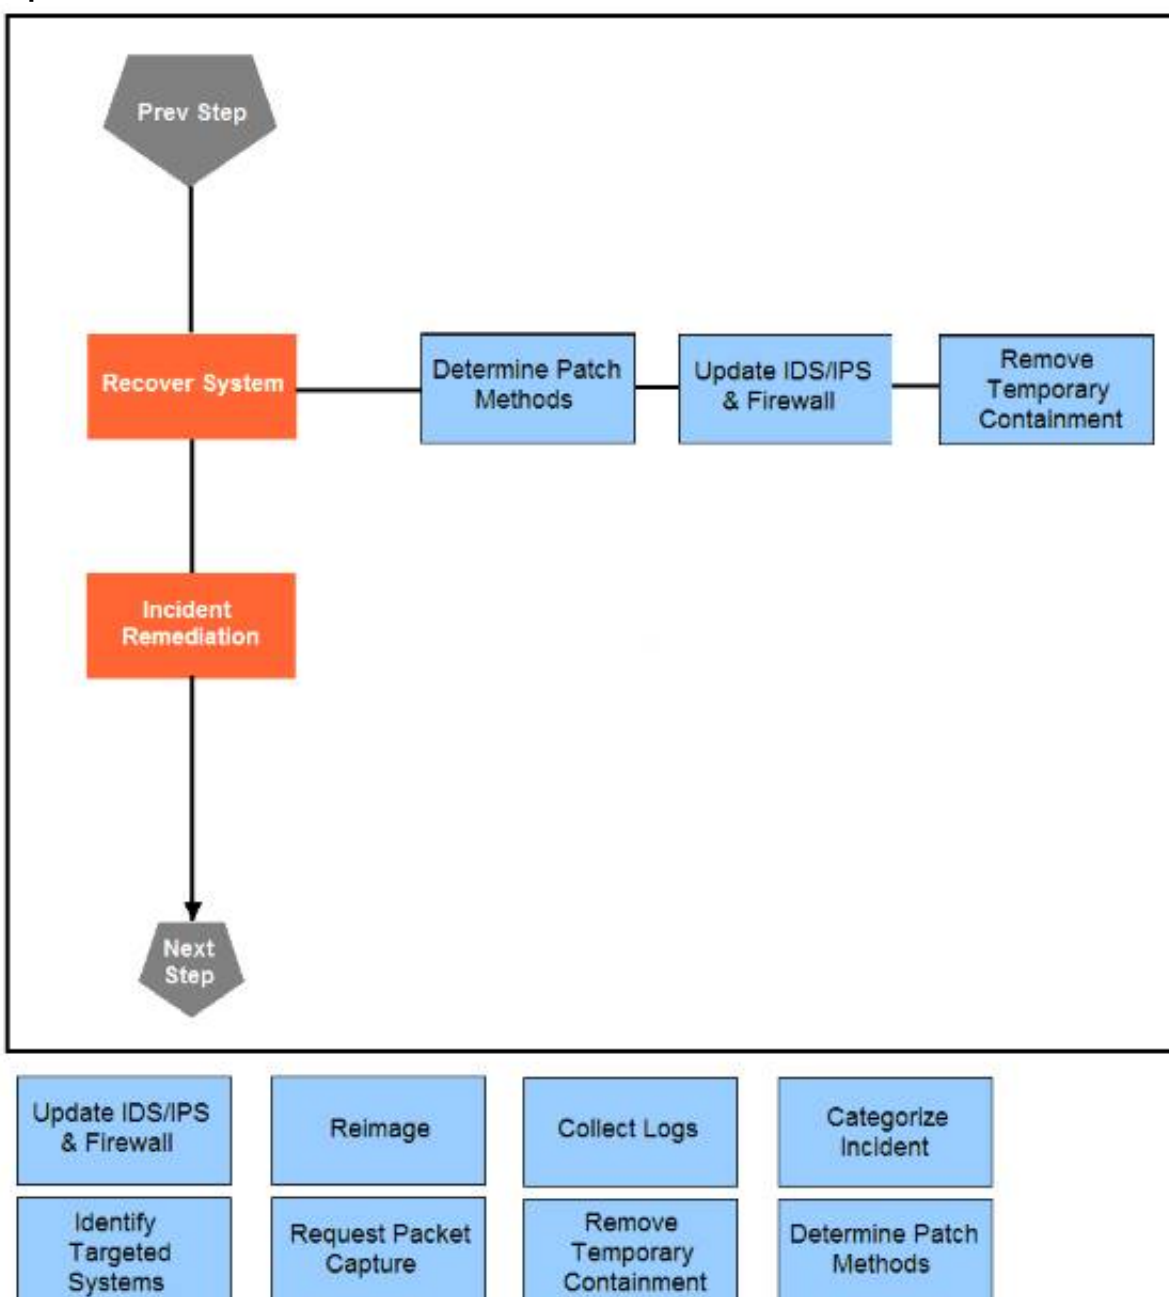 Prev Step
Recover System
Determine Patch
Methods
Update IDS/IPS
& Firewall
Remove
Temporary
Containment
Incident
Remediation
Next
Step
Update IDS/IPS
& Firewall
Reimage
Collect Logs
Categorize
Incident
Identify
Targeted
Systems
Request Packet
Capture
Remove
Temporary
Containment
Determine Patch
Methods